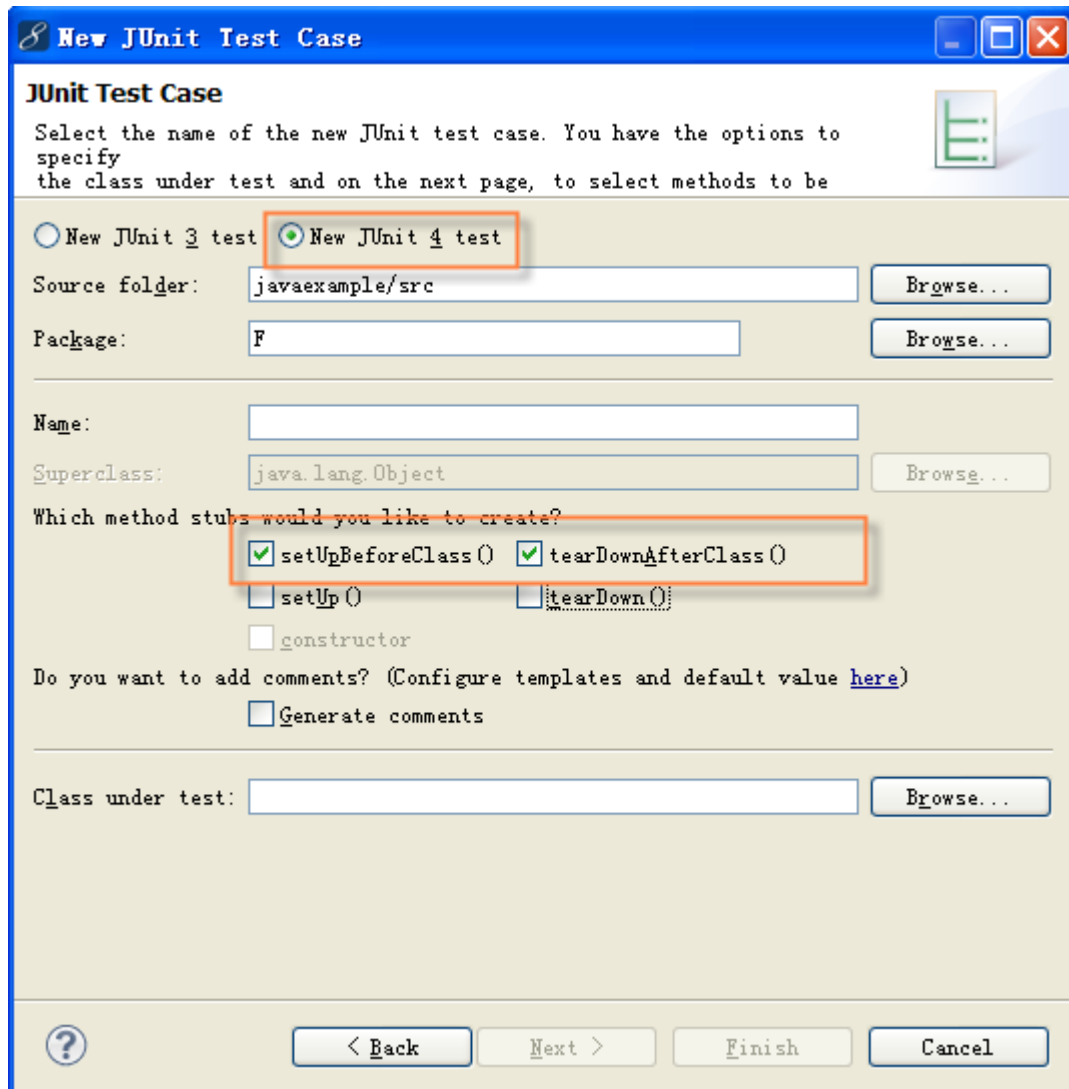 New JUnit Test Case
JUnit Test Case
Select the name of the new JUnit test case. You have the options to
specify
the class under test and on the next page, to select methods to be
New JUnit 3 test New JUnit 4 test
Source folder: javaexample/src Browse...
Package: F Browse...
Name:
Superclass: java.lang.Object Browse...
Which method stubs would you like to create?
setUpBeforeClass() tearDownAfterClass()
setUp() tearDown()
constructor
Do you want to add comments? (Configure templates and default value here)
Generate comments
Class under test: Browse...
? < Back Next > Finish Cancel